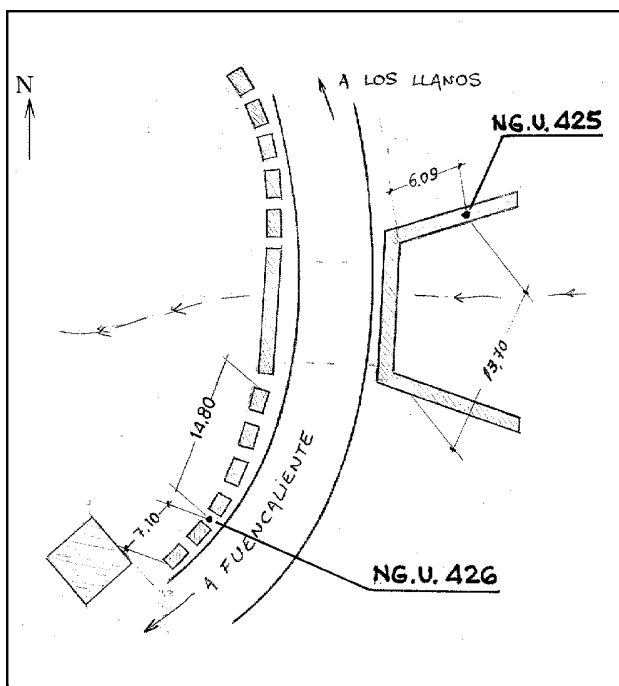 N
A LOS LLANOS
NG.U. 425
6.09
13,70
14.80
7.10
A FUENCALIENTE
NG.U. 426